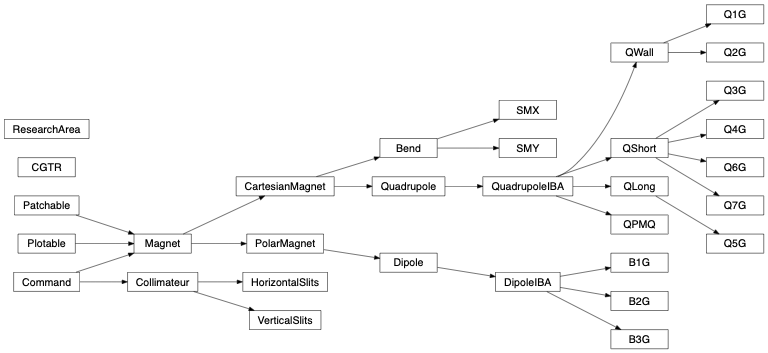 Q1G
QWall
Q2G
Q3G
SMX
ResearchArea
Q4G
Bend
SMY
QShort
CGTR
Q6G
CartesianMagnet
Quadrupole
QuadrupoleIBA
QLong
Patchable
Q7G
QPMQ
Plotable
Magnet
PolarMagnet
Q5G
Dipole
B1G
Command
Collimateur
HorizontalSlits
DipoleIBA
B2G
VerticalSlits
B3G